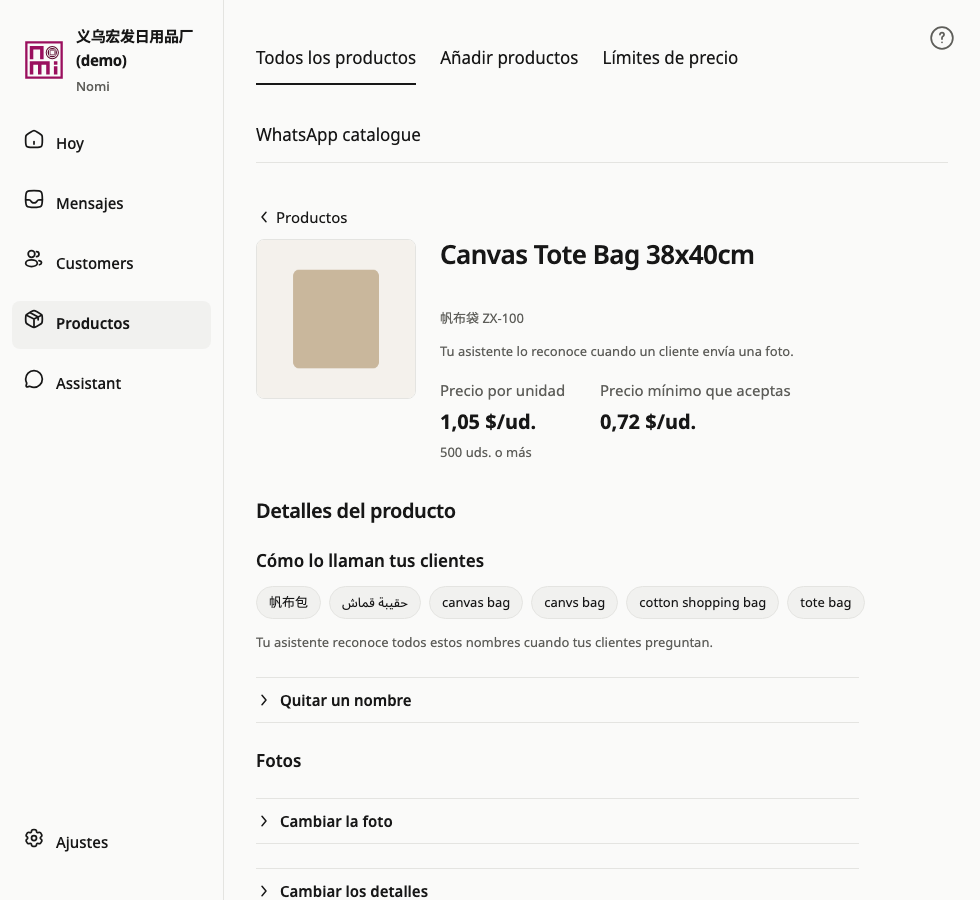 义乌宏发日用品厂
(demo)
Nomi
Hoy
Mensajes
Customers
Productos
Assistant
Ajustes
Todos los productos
Añadir productos
Límites de precio
WhatsApp catalogue
Productos
Canvas Tote Bag 38x40cm
帆布袋 ZX-100
Tu asistente lo reconoce cuando un cliente envía una foto.
Precio por unidad
1,05 $/ud.
500 uds. o más
Precio mínimo que aceptas
0,72 $/ud.
Detalles del producto
Cómo lo llaman tus clientes
帆布包
حقيبة قماش
canvas bag
canvs bag
cotton shopping bag
tote bag
Tu asistente reconoce todos estos nombres cuando tus clientes preguntan.
Quitar un nombre
Fotos
Cambiar la foto
Cambiar los detalles